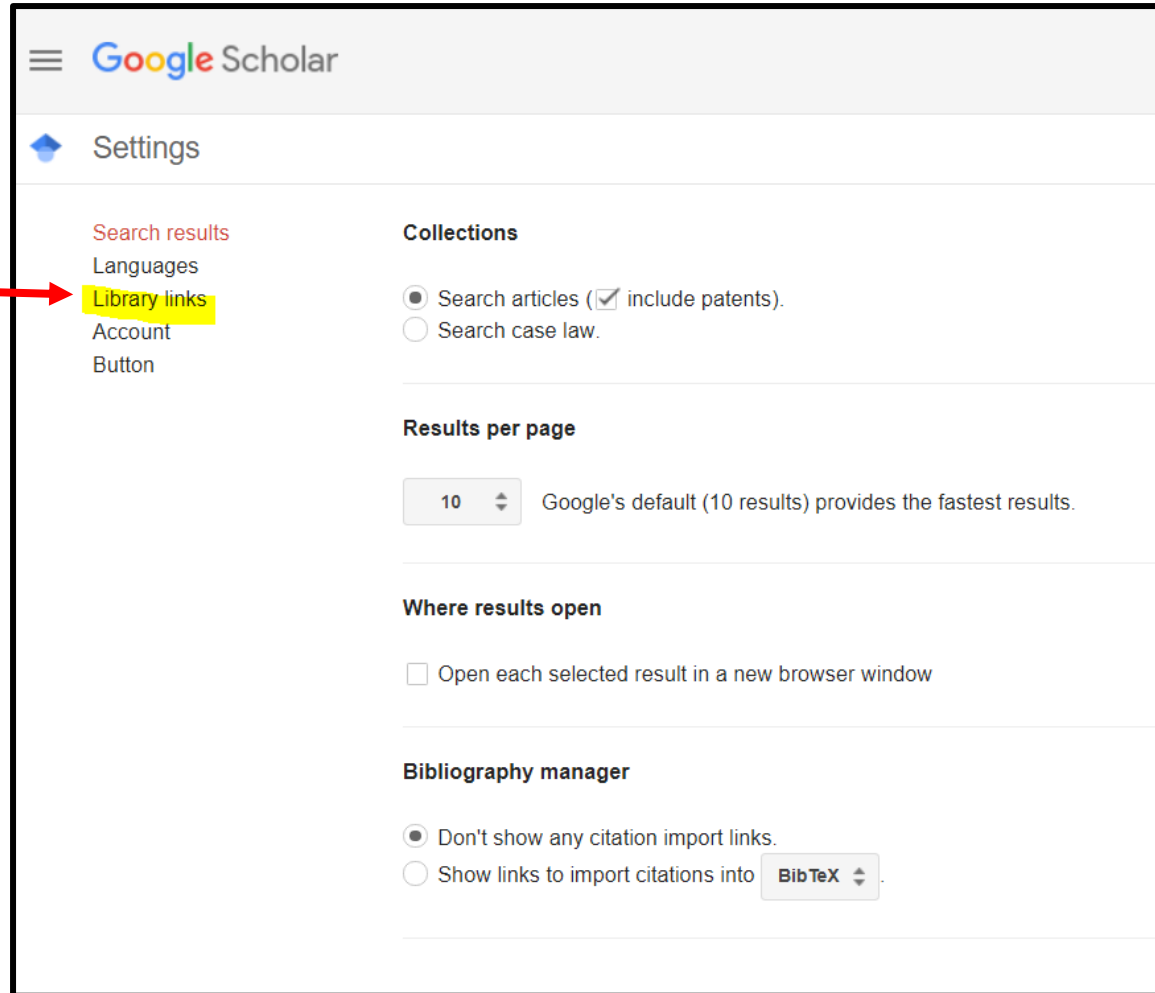 Google Scholar
Settings
Search results
Languages
Library links
Account
Button
Collections
Search articles (include patents).
Search case law.
Results per page
10 Google's default (10 results) provides the fastest results.
Where results open
Open each selected result in a new browser window
Bibliography manager
Don't show any citation import links.
Show links to import citations into BibTeX .